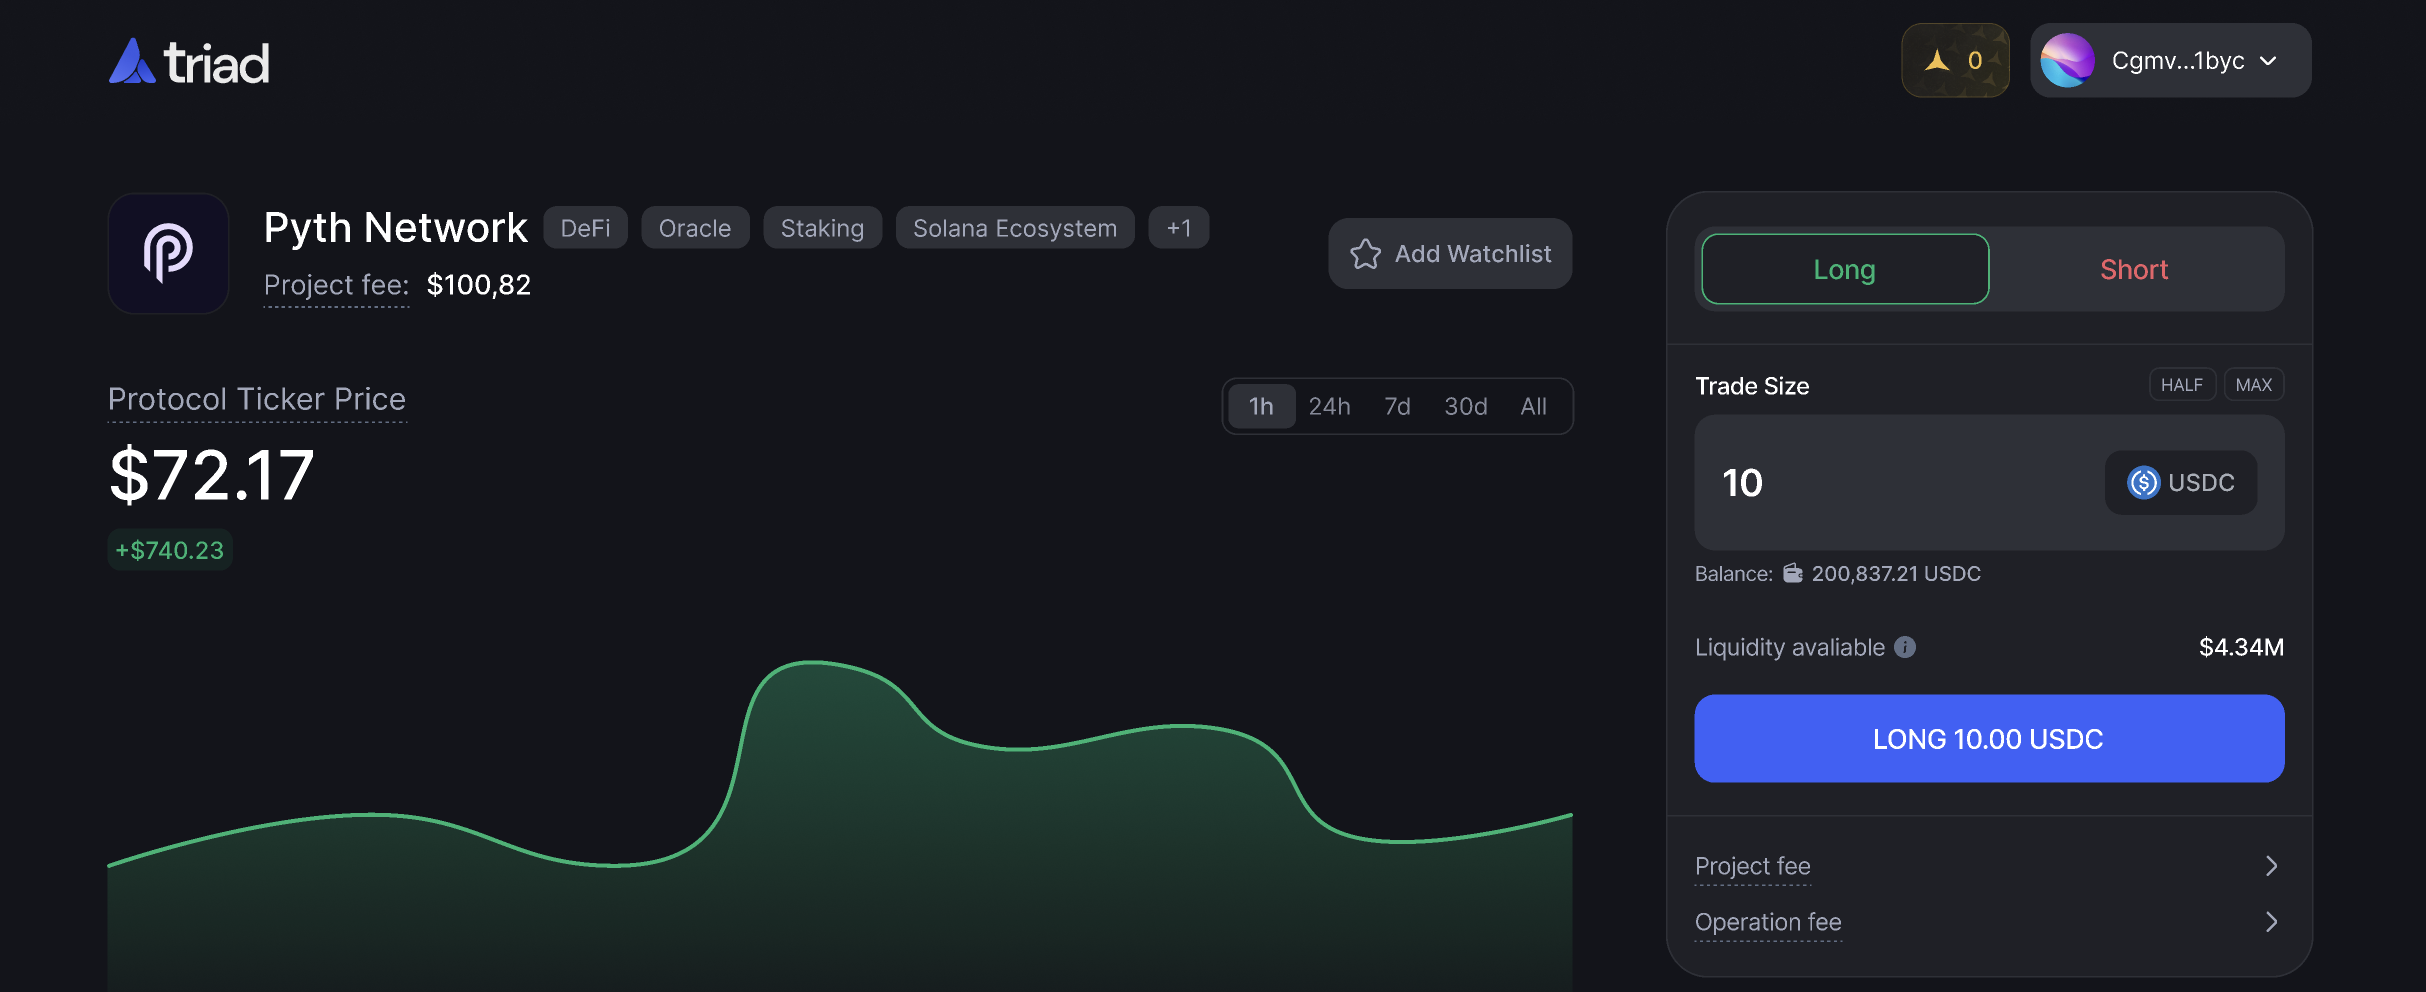 triad
0
Cgmv...1byc
Pyth Network
DeFi
Oracle
Staking
Solana Ecosystem
+1
Project fee: $100,82
Add Watchlist
Protocol Ticker Price
$72.17
+$740.23
1h 24h 7d 30d All
Long
Short
Trade Size
HALF
MAX
10
USDC
Balance: 200,837.21 USDC
Liquidity avaliable
$4.34M
LONG 10.00 USDC
Project fee
Operation fee